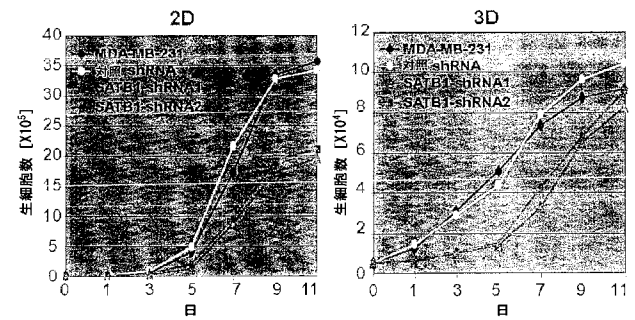 2D
40
35
30
25
20
15
10
5
0
生細胞数 [X10⁵]
MDA-MB-231
対照-shRNA
SATB1-shRNA1
SATB1-shRNA2
0 1 3 5 7 9 11
日
3D
12
10
8
6
4
2
0
生細胞数 [X10⁴]
MDA-MB-231
対照-shRNA
SATB1-shRNA1
SATB1-shRNA2
0 1 3 5 7 9 11
日